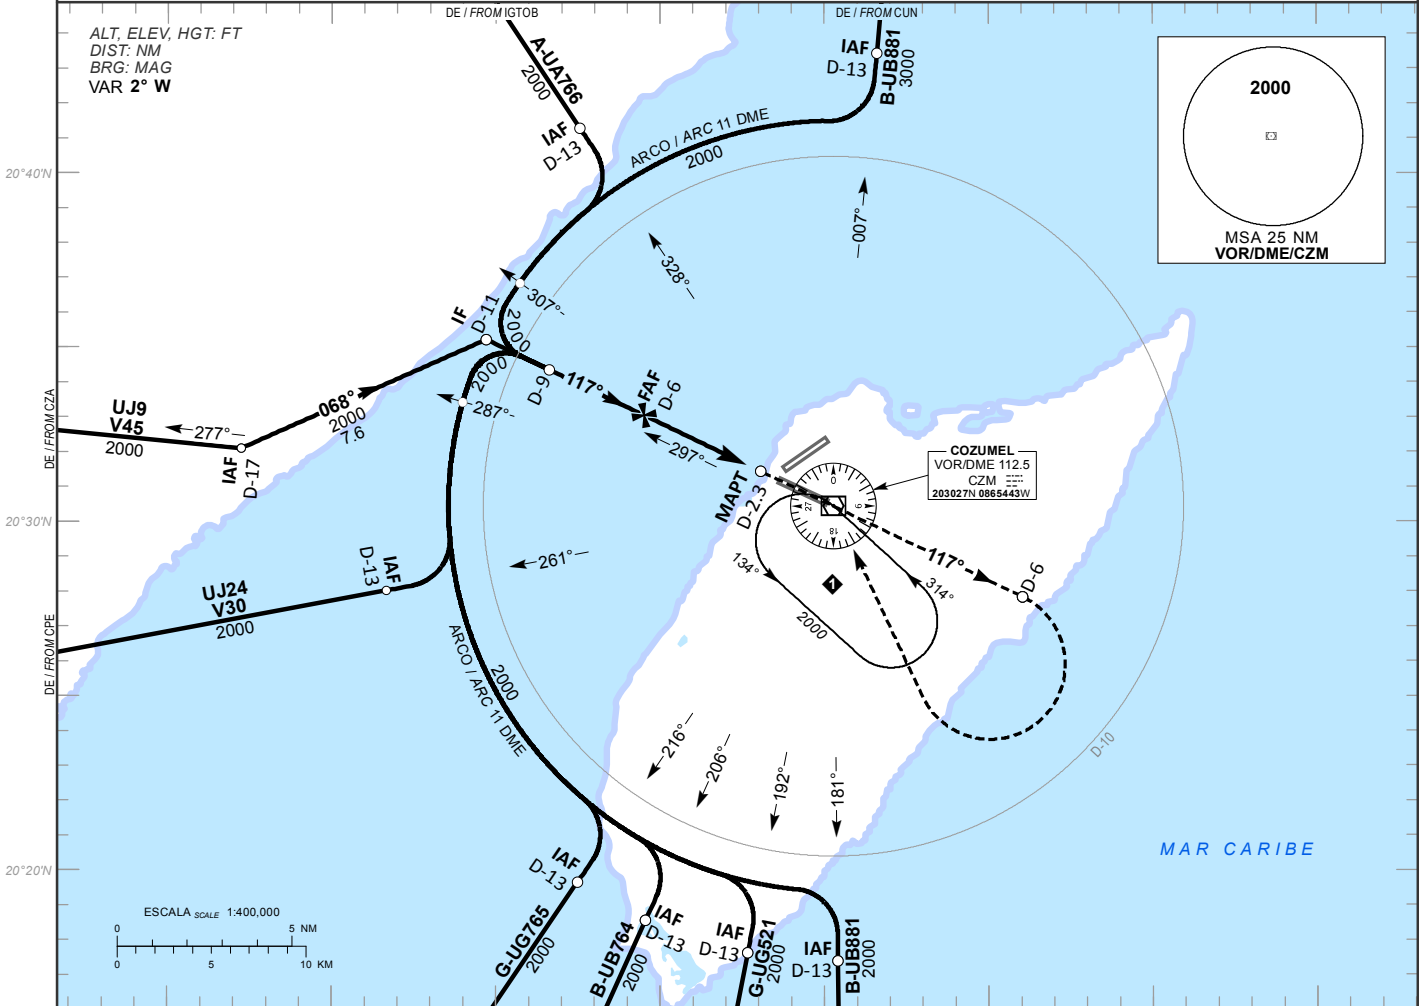 DE / FROM IGTOB
DE / FROM CUN
ALT, ELEV, HGT: FT
DIST: NM
BRG: MAG
VAR 2° W
A-UA766
2000
IAF
D-13
IAF
D-13
B-UB881
3000
2000
MSA 25 NM
VOR/DME/CZM
ARCO / ARC 11 DME
2000
20°40'N
007°
328°
307°
IF
D-11
2000
2000
D-9
117°
FAF
D-6
287°
297°
068°
2000
7.6
UJ9
V45
2000
277°
IAF
D-17
DE / FROM CZA
MAPT
D-2.3
COZUMEL
VOR/DME 112.5
CZM
203027N 0865443W
0
9
18
27
20°30'N
261°
117°
D-6
134°
314°
2000
1
IAF
D-13
UJ24
V30
2000
DE / FROM CPE
ARCO / ARC 11 DME
2000
216°
206°
192°
181°
D-10
MAR CARIBE
20°20'N
IAF
D-13
G-UG765
2000
IAF
D-13
B-UB764
2000
IAF
D-13
G-UG521
2000
IAF
D-13
B-UB881
2000
ESCALA SCALE 1:400,000
0 5 NM
0 5 10 KM